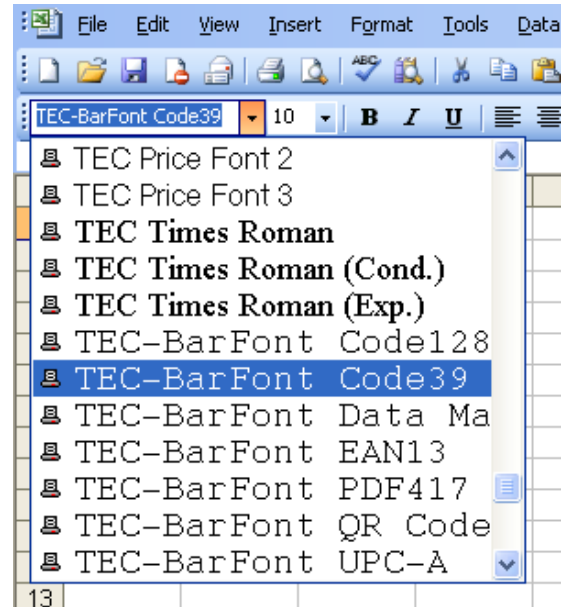 File Edit View Insert Format Tools Data
ABC
TEC-BarFont Code39 10 B I U
TEC Price Font 2
TEC Price Font 3
TEC Times Roman
TEC Times Roman (Cond.)
TEC Times Roman (Exp.)
TEC-BarFont Code128
TEC-BarFont Code39
TEC-BarFont Data Ma
TEC-BarFont EAN13
TEC-BarFont PDF417
TEC-BarFont QR Code
TEC-BarFont UPC-A
13